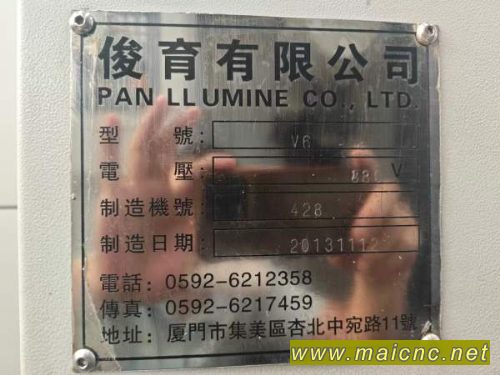 俊育有限公司
PAN LLUMINE CO., LTD.
型 號: V6
電 壓: 380 V
制造機號: 428
制造日期: 20131112
電話: 0592-6212358
傳真: 0592-6217459
地址: 厦門市集美區杏北中宛路11號
www.maicnc.net